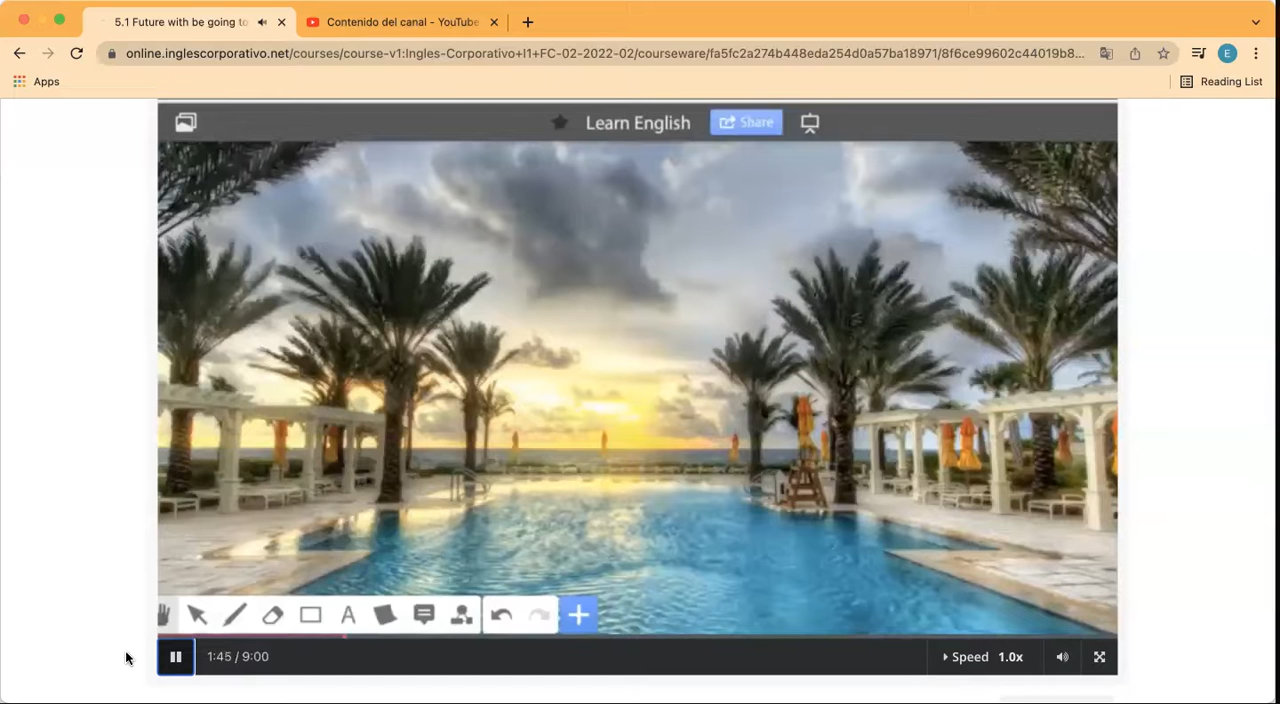 5.1 Future with be going to
Contenido del canal - YouTube
online.inglescorporativo.net/courses/course-v1:Ingles-Corporativo+I1+FC-02-2022-02/courseware/fa5fc2a274b448eda254d0a57ba18971/8f6ce99602c44019b8...
E
Apps
Reading List
Learn English
Share
A
1:45 / 9:00
Speed 1.0x